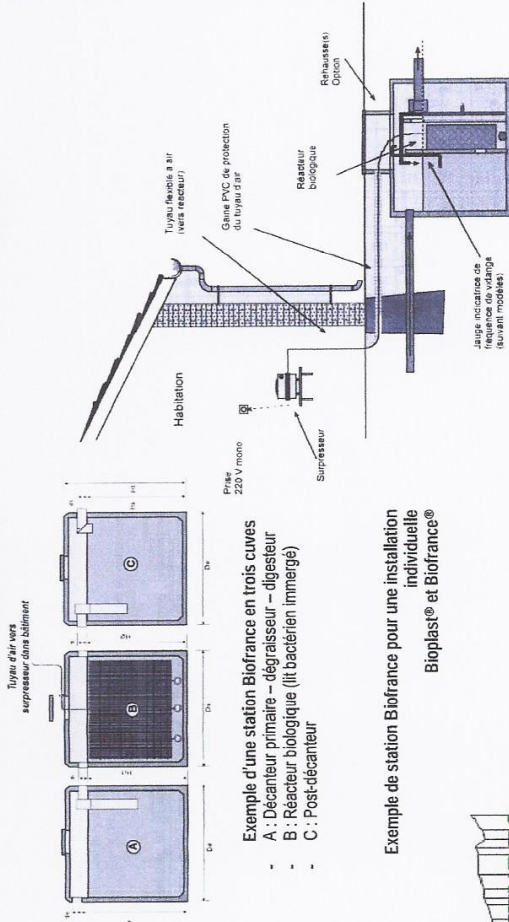 Tuyau d'air vers
surpresseur dans bâtiment
A
B
C
Exemple d'une station Biofrance en trois cuves
- A : Décanteur primaire – dégraisseur – digesteur
- B : Réacteur biologique (lit bactérien immergé)
- C : Post-décanteur
Exemple de station Biofrance pour une installation
individuelle
Bioplast® et Biofrance®
Habitation
Prise
220 V mono
Surpresseur
Tuyau flexible a air
(vers réacteur)
Gaine PVC de protection
du tuyau d'air
Réacteur
biologique
Rehausse(s)
Option
Jauge indicatrice de
fréquence de vidange
(suivant modèles)